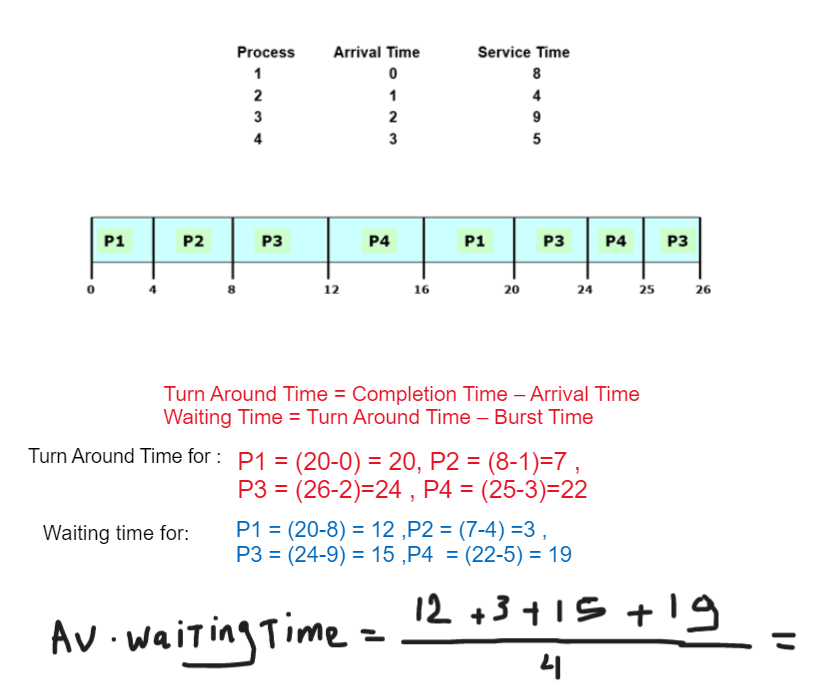 Process Arrival Time Service Time
1 0 8
2 1 4
3 2 9
4 3 5
P1 P2 P3 P4 P1 P3 P4 P3
0 4 8 12 16 20 24 25 26
Turn Around Time = Completion Time – Arrival Time
Waiting Time = Turn Around Time – Burst Time
Turn Around Time for : P1 = (20-0) = 20, P2 = (8-1)=7 ,
P3 = (26-2)=24 , P4 = (25-3)=22
Waiting time for: P1 = (20-8) = 12 ,P2 = (7-4) =3 ,
P3 = (24-9) = 15 ,P4 = (22-5) = 19
12 +3+15 +19
Av. waiting Time = =
4